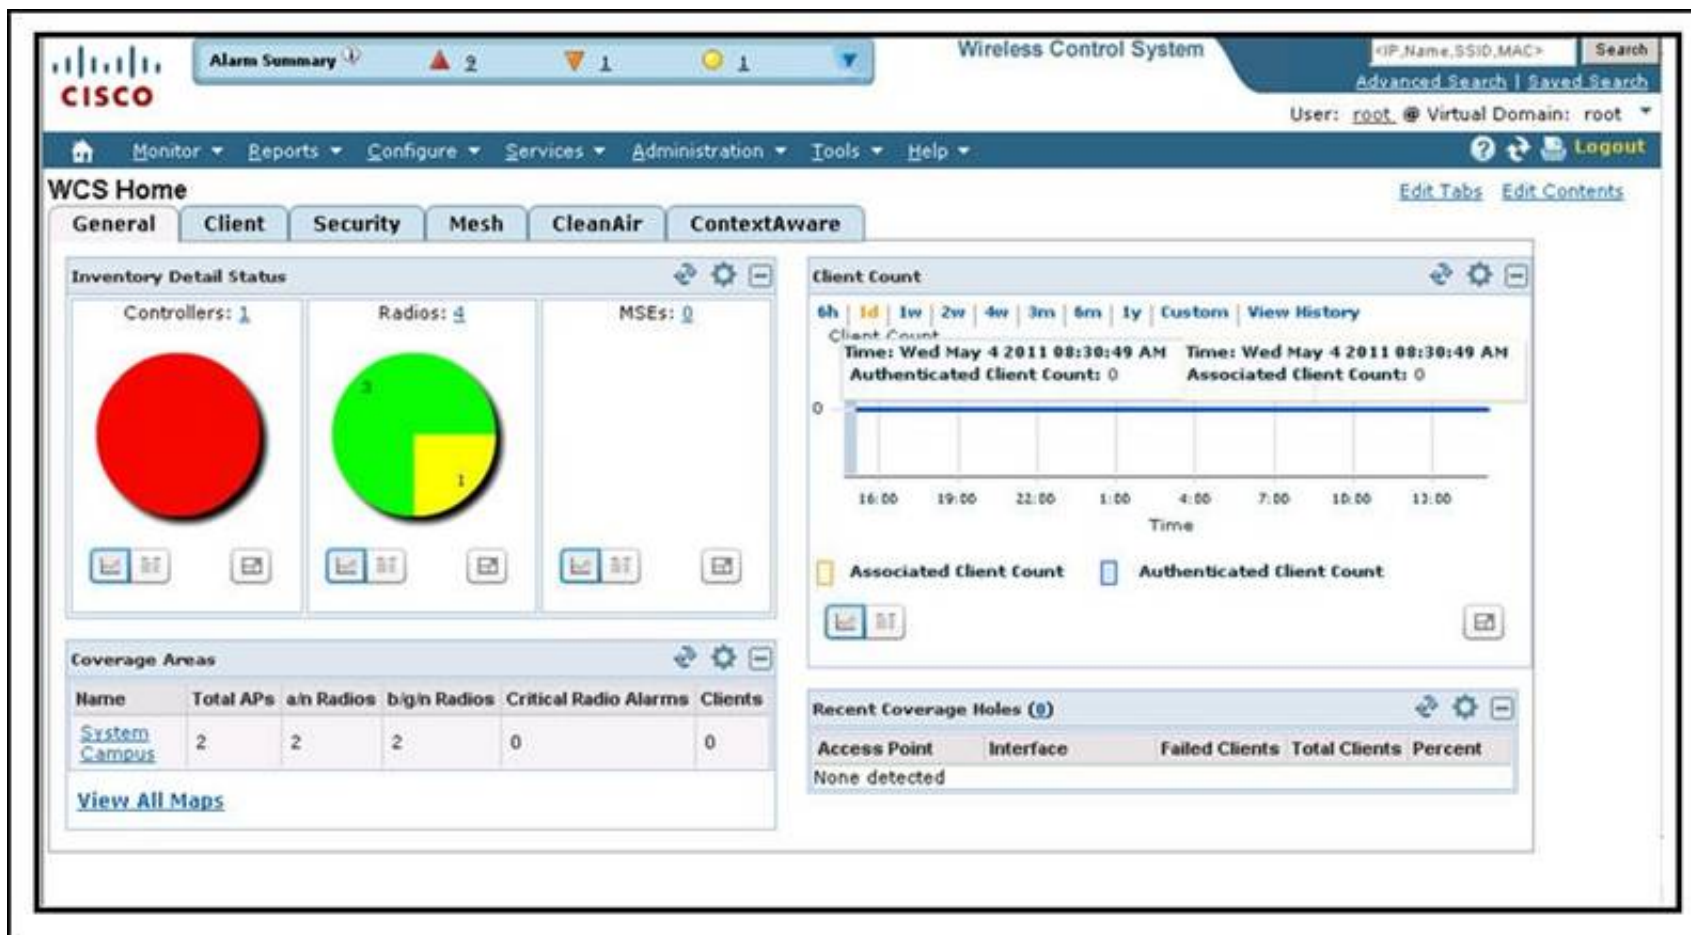 Alarm Summary 9 1 1
Wireless Control System
<IP,Name,SSID,MAC> Search
Advanced Search | Saved Search
CISCO
User: root @ Virtual Domain: root
Monitor Reports Configure Services Administration Tools Help Logout
WCS Home
Edit Tabs Edit Contents
General Client Security Mesh CleanAir ContextAware
Inventory Detail Status
Controllers: 1 Radios: 4 MSEs: 0
3
1
Client Count
6h | 1d | 1w | 2w | 4w | 3m | 6m | 1y | Custom | View History
Client Count
Time: Wed May 4 2011 08:30:49 AM Time: Wed May 4 2011 08:30:49 AM
Authenticated Client Count: 0 Associated Client Count: 0
0
16:00 19:00 22:00 1:00 4:00 7:00 10:00 13:00
Time
Associated Client Count Authenticated Client Count
Coverage Areas
Name Total APs a/n Radios b/g/n Radios Critical Radio Alarms Clients
System Campus 2 2 2 0 0
View All Maps
Recent Coverage Holes (0)
Access Point Interface Failed Clients Total Clients Percent
None detected